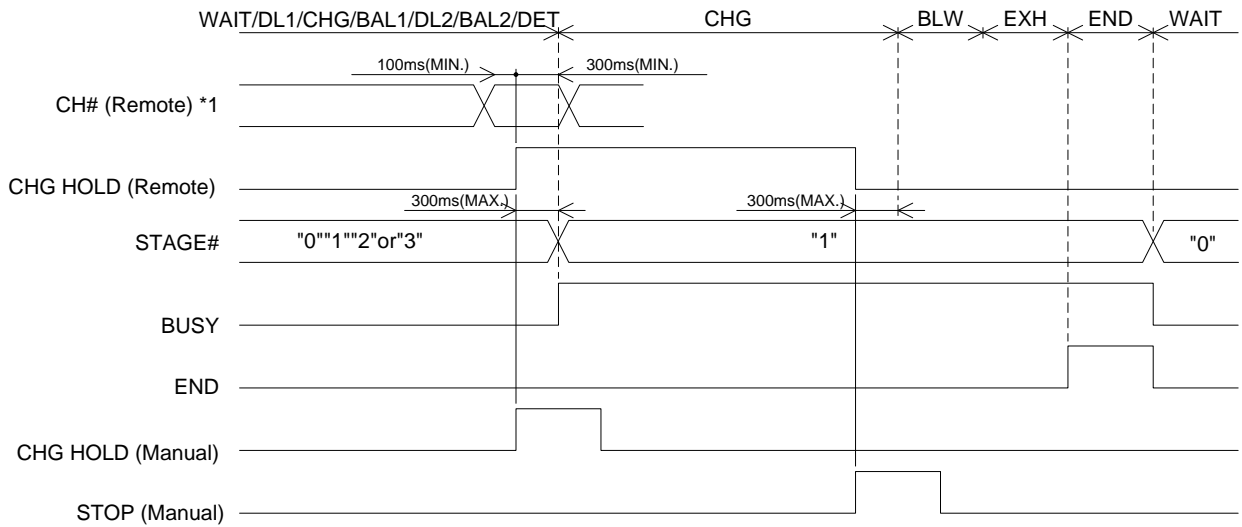 WAIT/DL1/CHG/BAL1/DL2/BAL2/DET CHG BLW EXH END WAIT
100ms(MIN.) 300ms(MIN.)
CH# (Remote) *1
CHG HOLD (Remote)
300ms(MAX.) 300ms(MAX.)
STAGE# "0""1""2"or"3" "1" "0"
BUSY
END
CHG HOLD (Manual)
STOP (Manual)